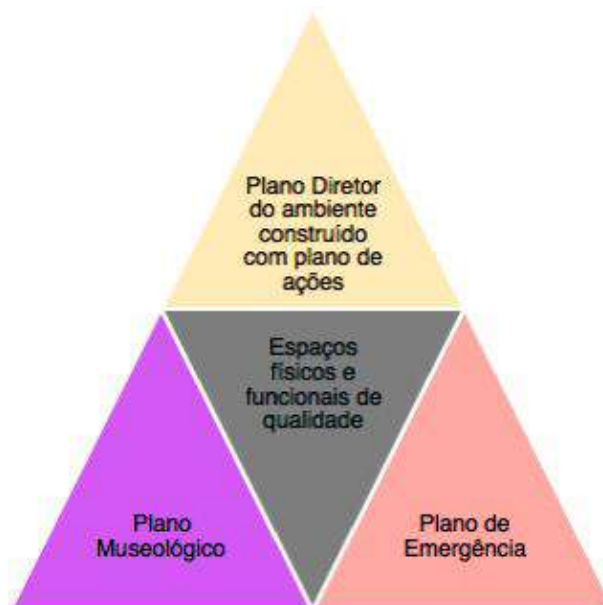 Plano Diretor
do ambiente
construído
com plano de
ações
Espaços
físicos e
funcionais de
qualidade
Plano
Museológico
Plano de
Emergência